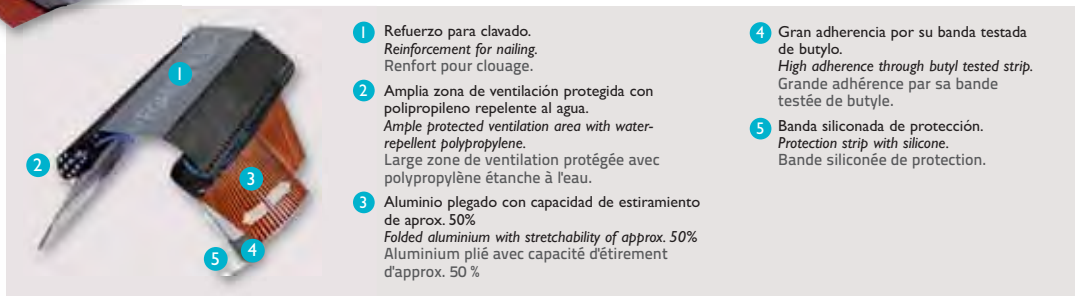 1 Refuerzo para clavado.
Reinforcement for nailing.
Renfort pour clouage.
2 Amplia zona de ventilación protegida con
polipropileno repelente al agua.
Ample protected ventilation area with water-
repellent polypropylene.
Large zone de ventilation protégée avec
polypropylène étanche à l'eau.
3 Aluminio plegado con capacidad de estiramiento
de aprox. 50%
Folded aluminium with stretchability of approx. 50%
Aluminium plié avec capacité d'étirement
d'approx. 50 %
4 Gran adherencia por su banda testada
de butylo.
High adherence through butyl tested strip.
Grande adhérence par sa bande
testée de butyle.
5 Banda siliconada de protección.
Protection strip with silicone.
Bande siliconée de protection.
1
2
3
4
5